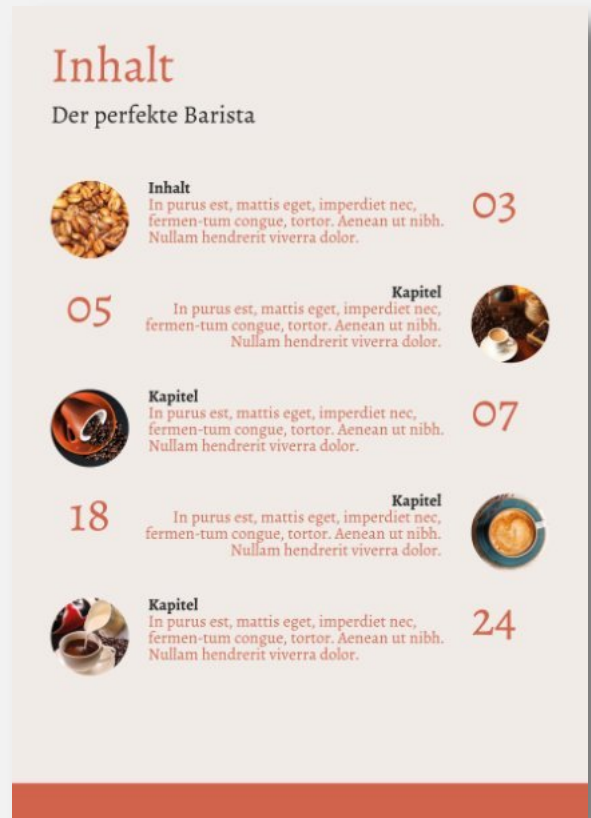 Inhalt
Der perfekte Barista
Inhalt
In purus est, mattis eget, imperdiet nec,
fermen-tum congue, tortor. Aenean ut nibh.
Nullam hendrerit viverra dolor.
03
05
Kapitel
In purus est, mattis eget, imperdiet nec,
fermen-tum congue, tortor. Aenean ut nibh.
Nullam hendrerit viverra dolor.
Kapitel
In purus est, mattis eget, imperdiet nec,
fermen-tum congue, tortor. Aenean ut nibh.
Nullam hendrerit viverra dolor.
07
18
Kapitel
In purus est, mattis eget, imperdiet nec,
fermen-tum congue, tortor. Aenean ut nibh.
Nullam hendrerit viverra dolor.
Kapitel
In purus est, mattis eget, imperdiet nec,
fermen-tum congue, tortor. Aenean ut nibh.
Nullam hendrerit viverra dolor.
24